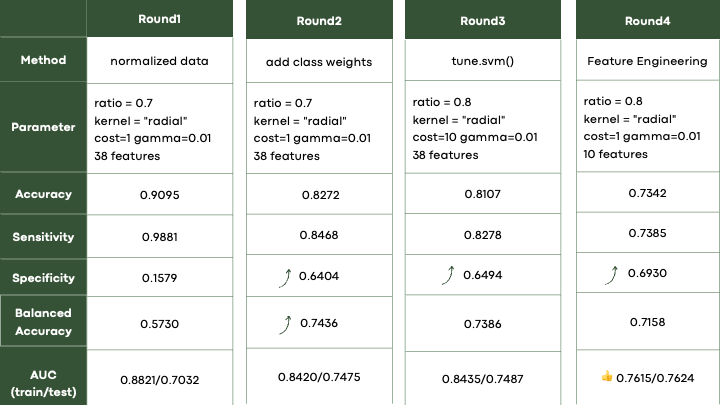 Round1 Round2 Round3 Round4
Method normalized data add class weights tune.svm() Feature Engineering
Parameter
ratio = 0.7
kernel = "radial"
cost=1 gamma=0.01
38 features
ratio = 0.7
kernel = "radial"
cost=1 gamma=0.01
38 features
ratio = 0.8
kernel = "radial"
cost=10 gamma=0.01
38 features
ratio = 0.8
kernel = "radial"
cost=1 gamma=0.01
10 features
Accuracy 0.9095 0.8272 0.8107 0.7342
Sensitivity 0.9881 0.8468 0.8278 0.7385
Specificity 0.1579 0.6404 0.6494 0.6930
Balanced
Accuracy
0.5730 0.7436 0.7386 0.7158
AUC
(train/test)
0.8821/0.7032 0.8420/0.7475 0.8435/0.7487 👍 0.7615/0.7624